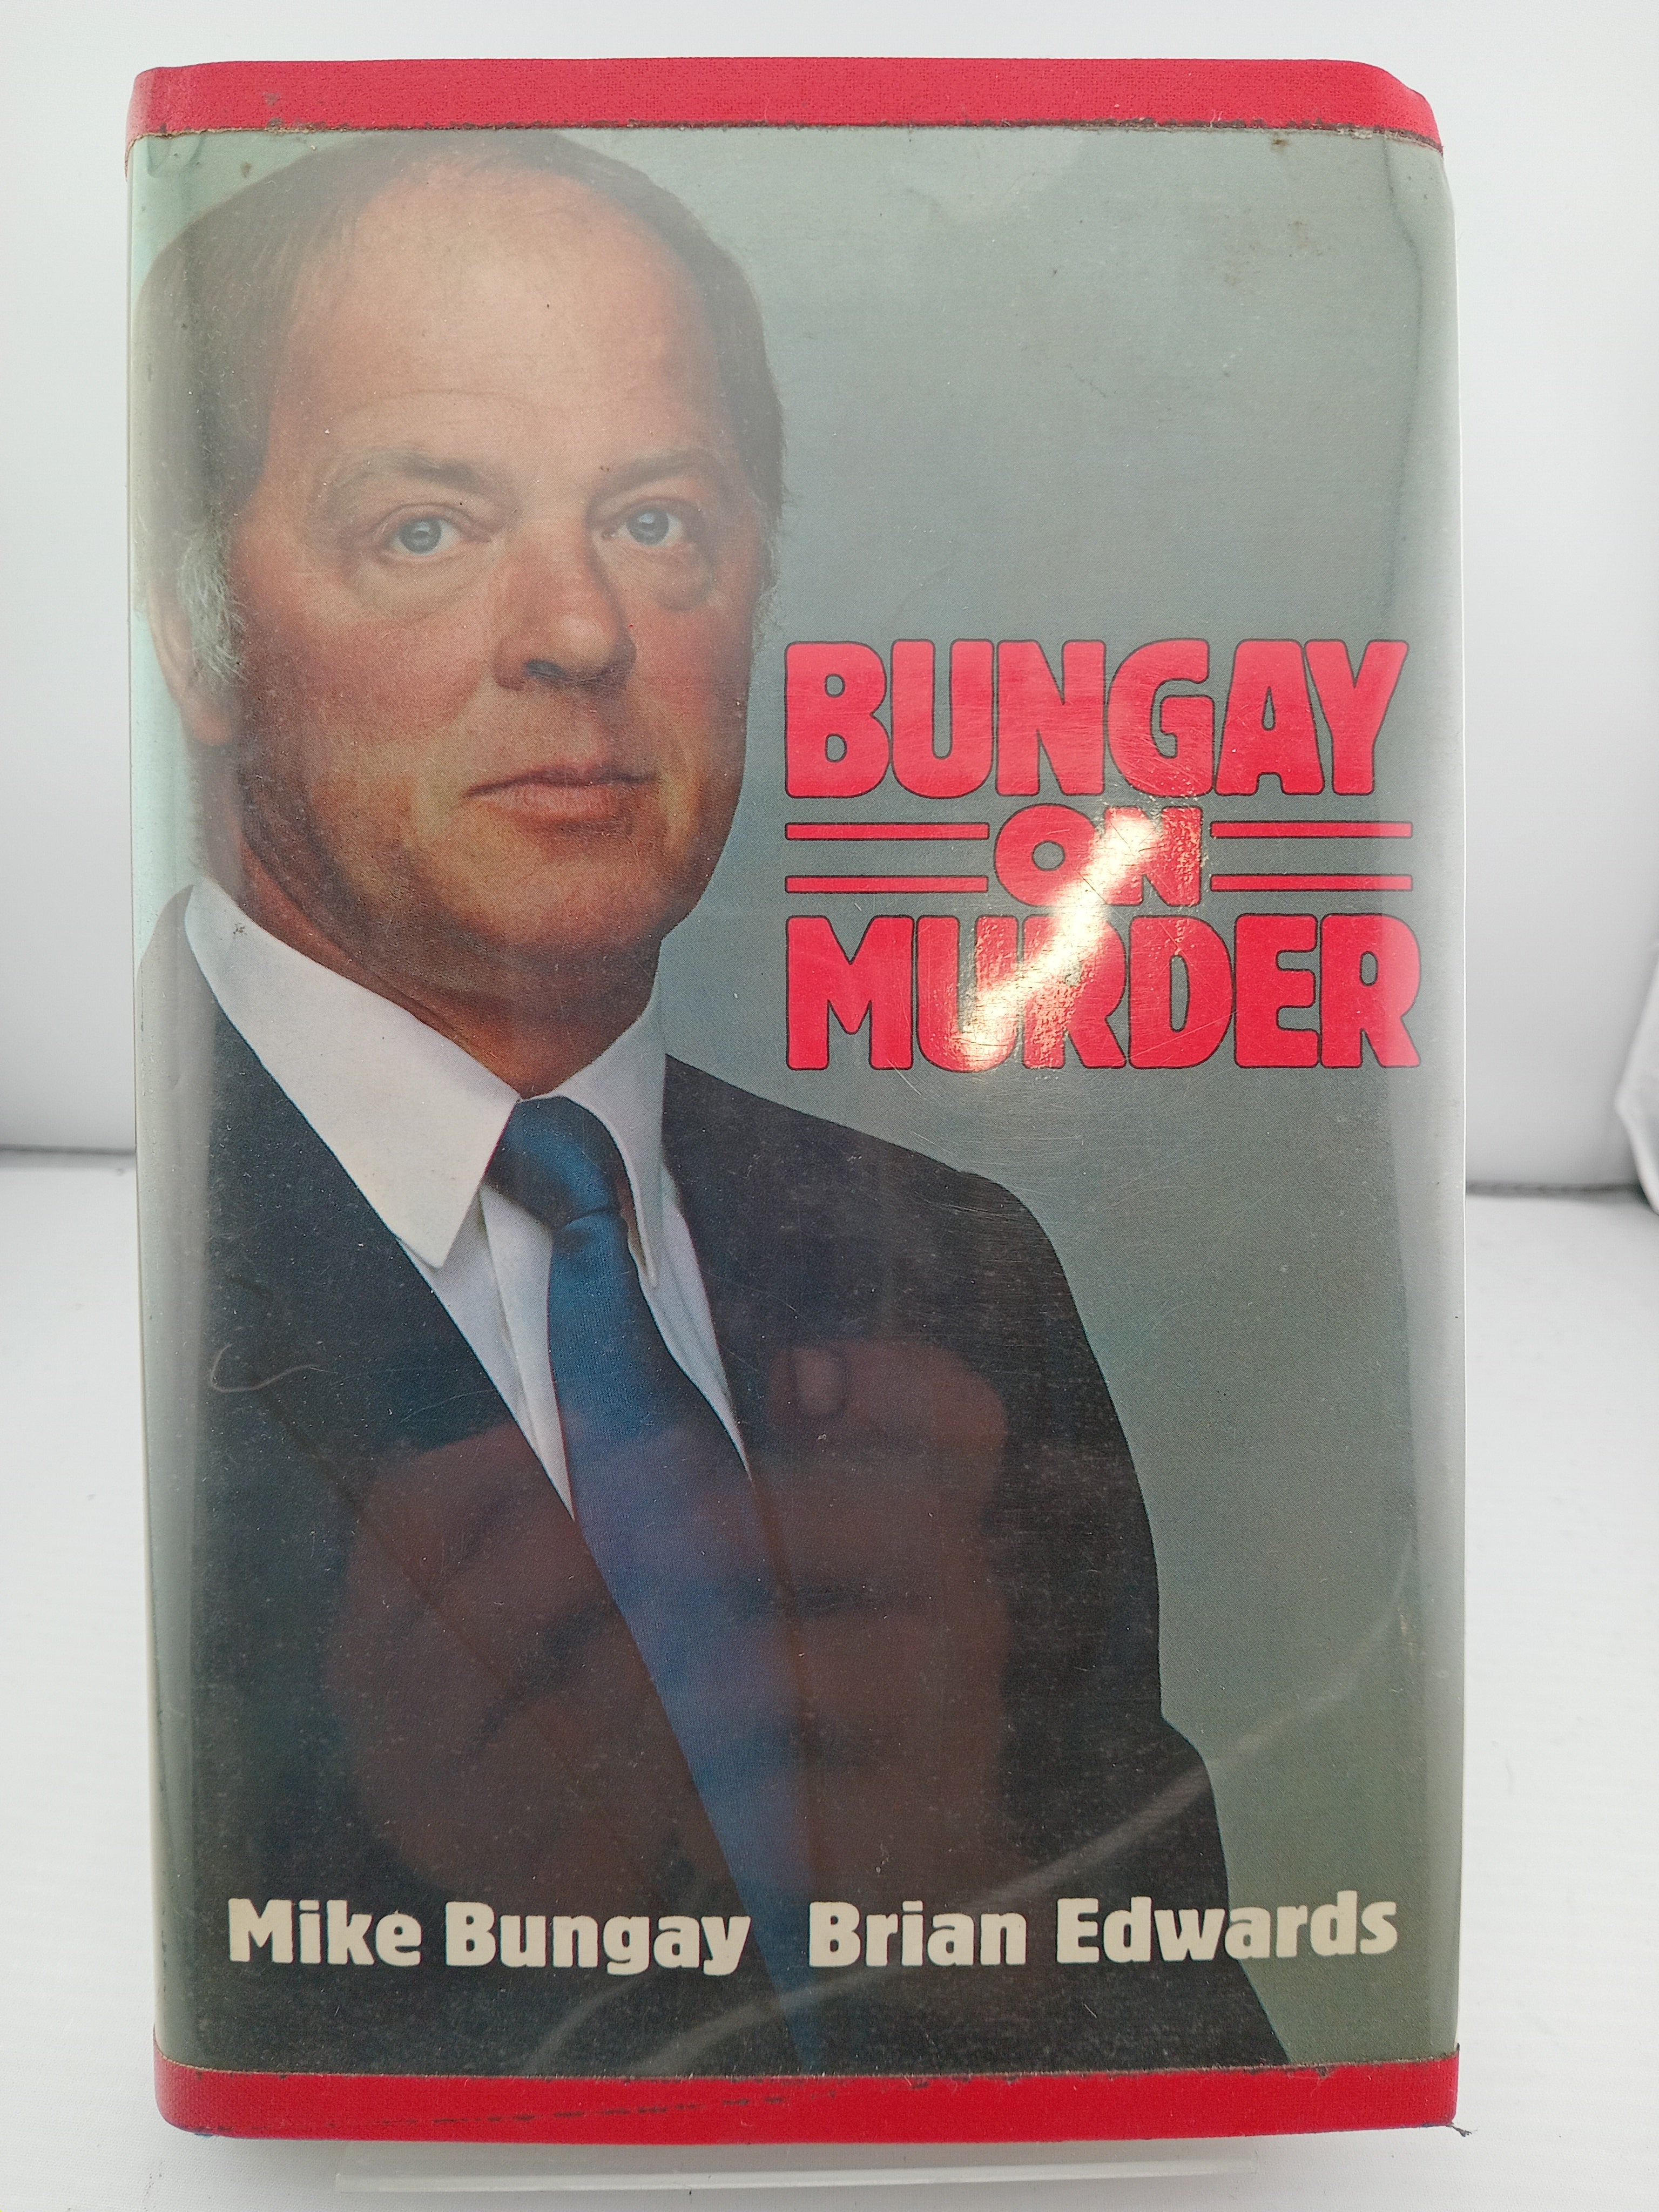 BUNGAY
ON
MURDER
Mike Bungay Brian Edwards